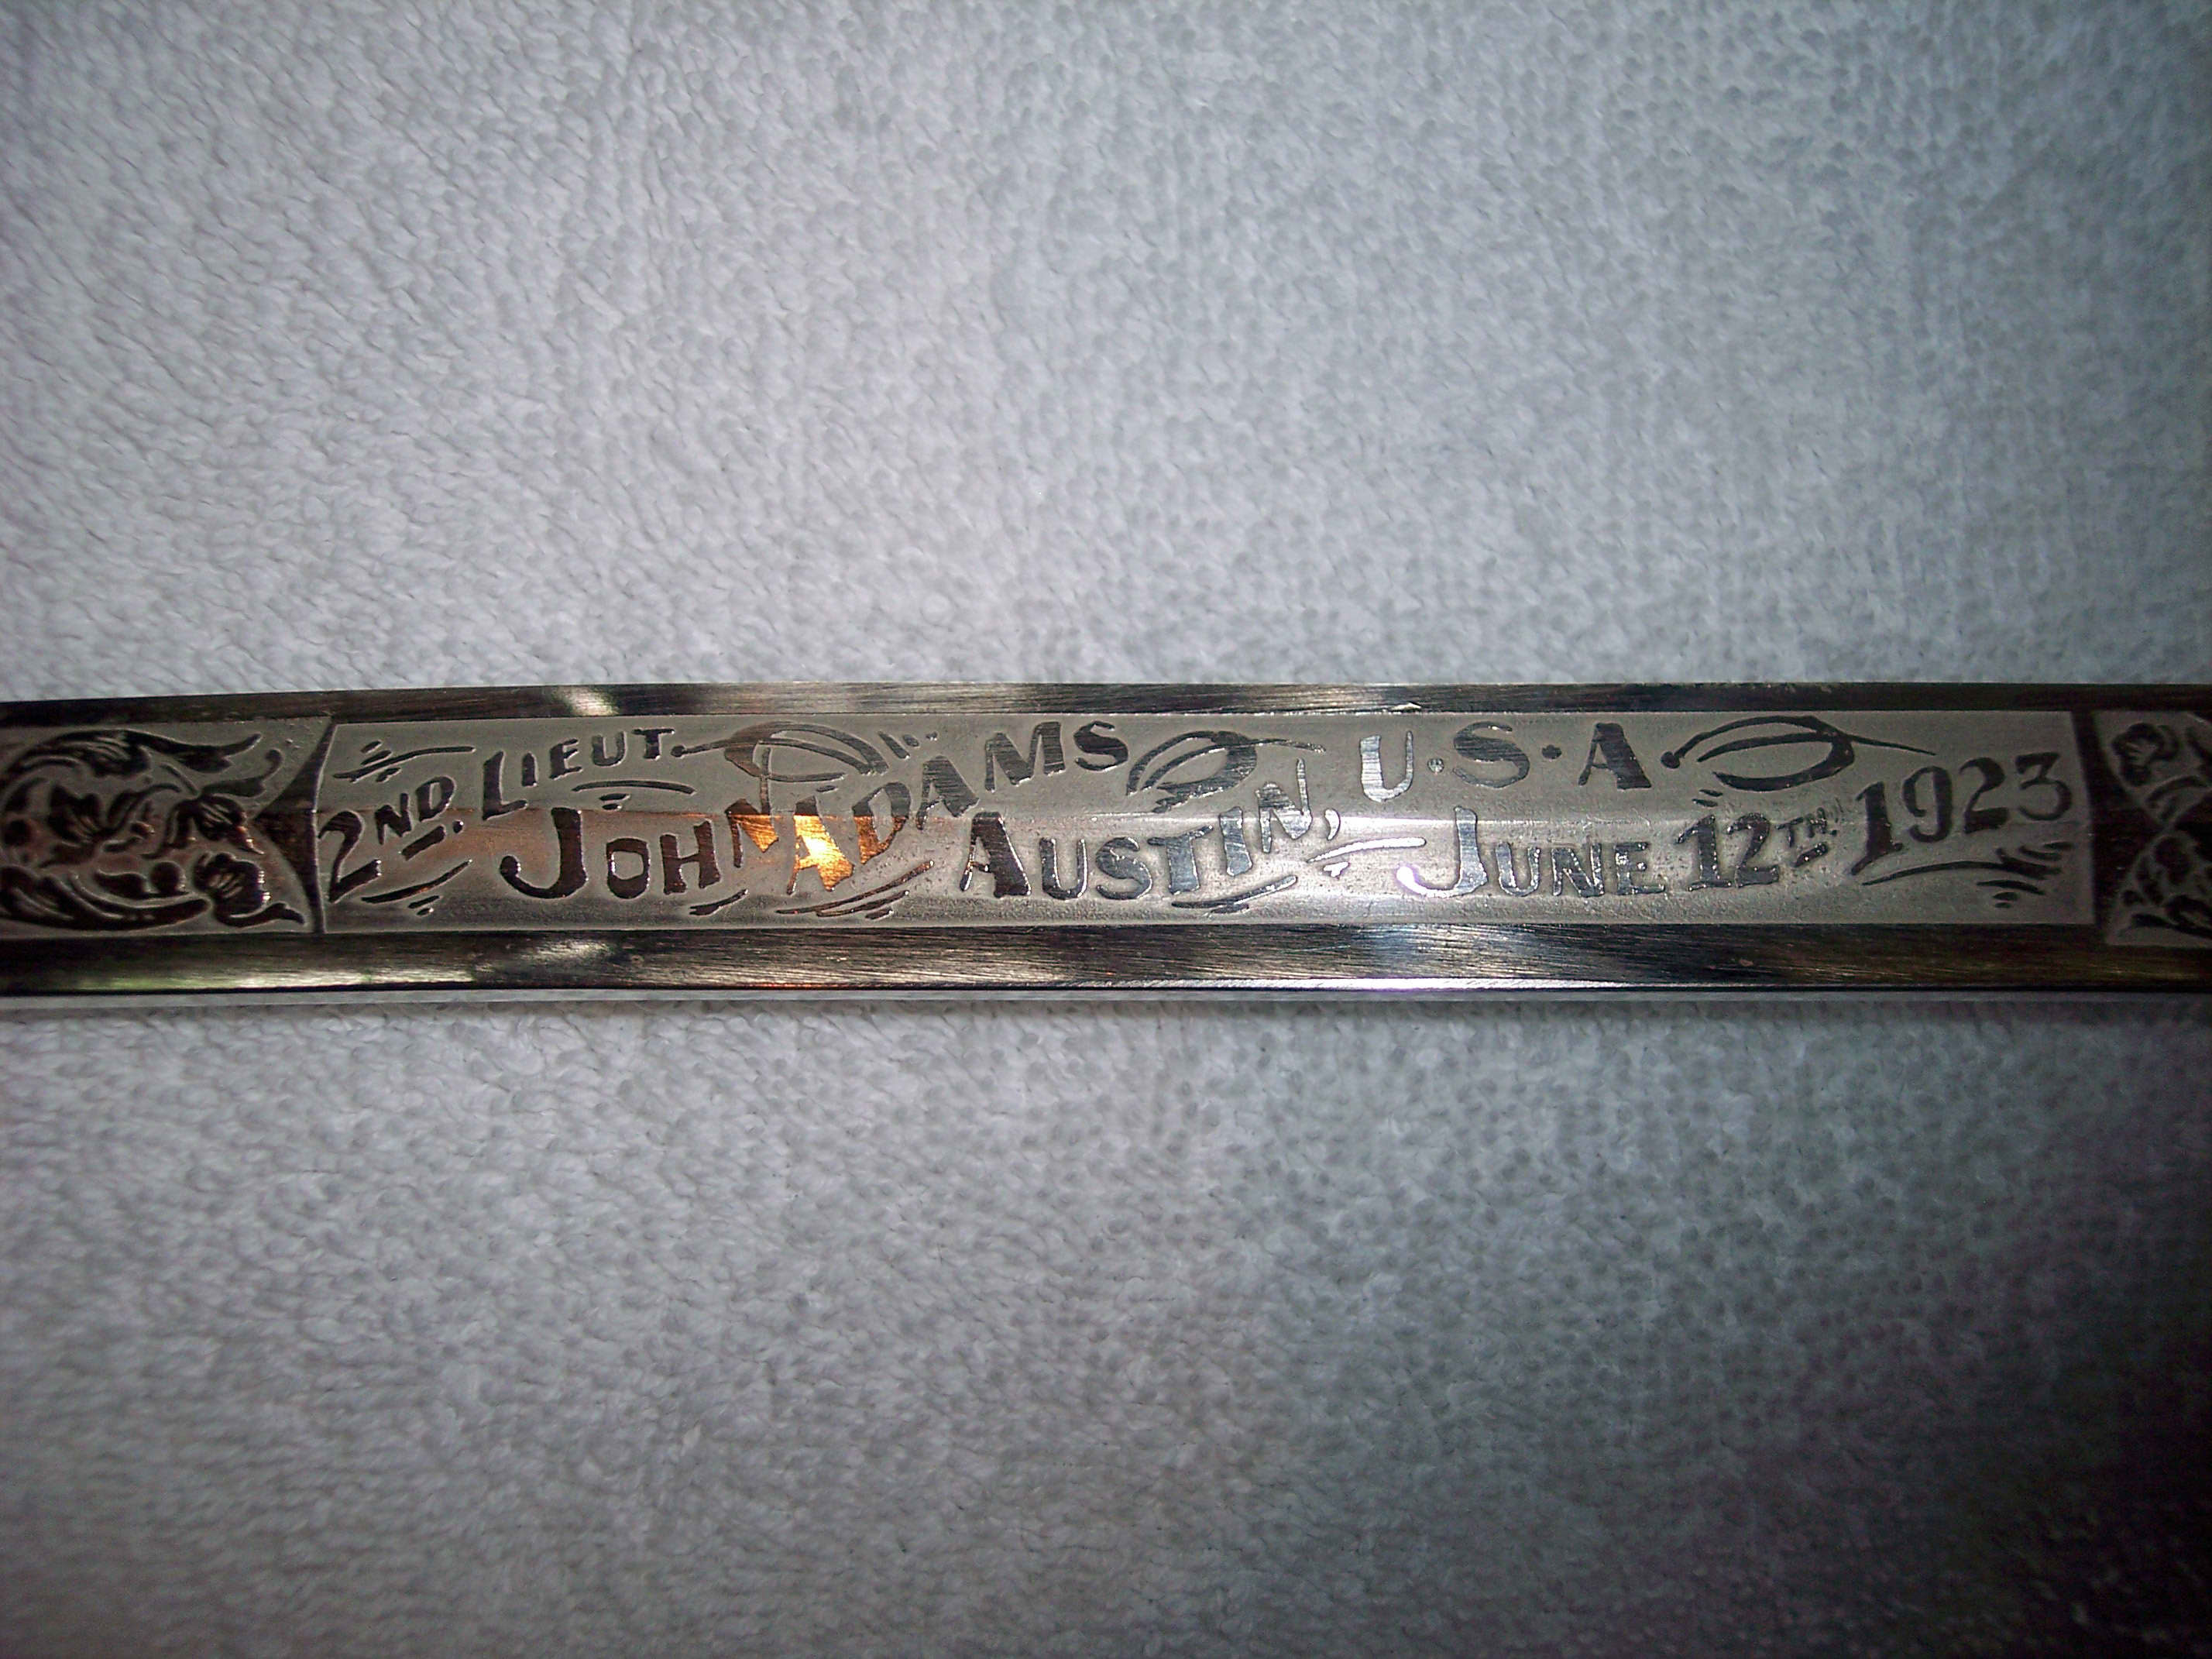 2ND. LIEUT. JOHN ADAMS AUSTIN, U·S·A JUNE 12TH. 1923